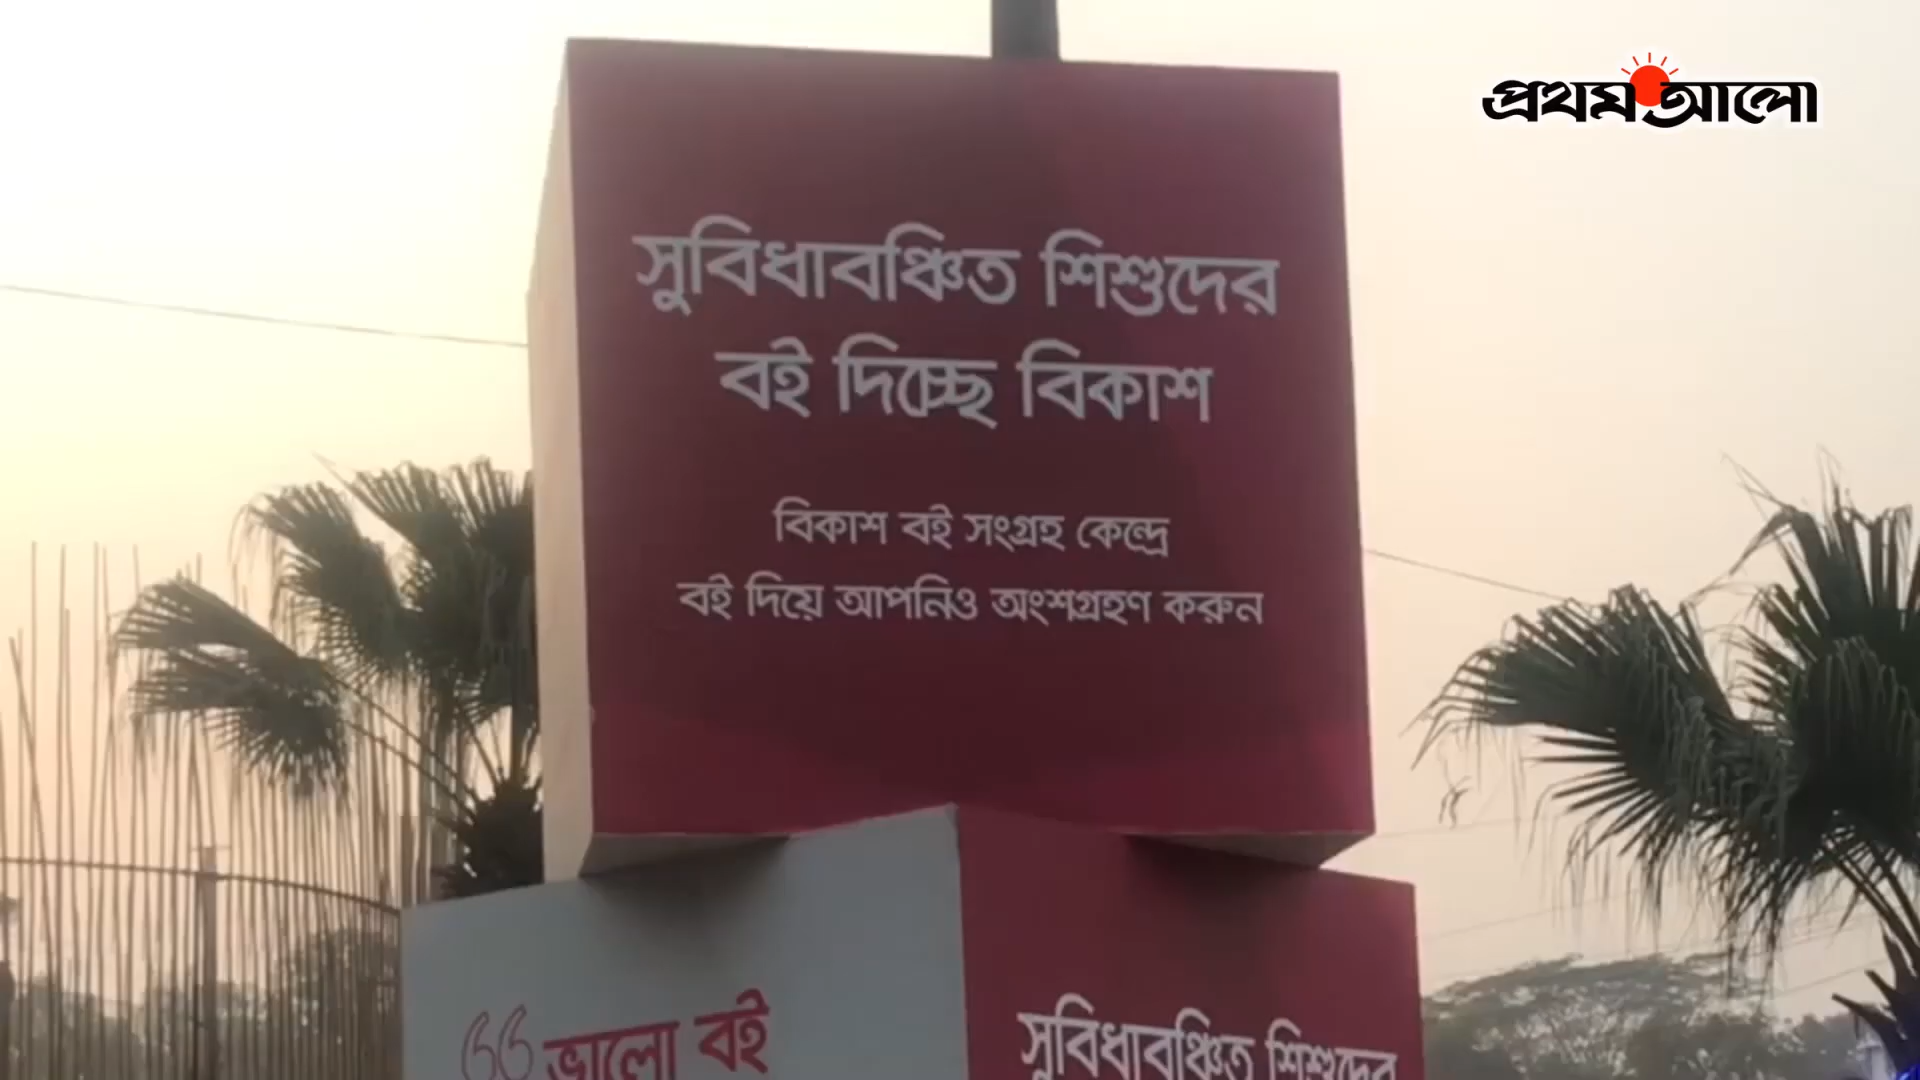 প্রথম আলো
সুবিধাবঞ্চিত শিশুদের
বই দিচ্ছে বিকাশ
বিকাশ বই সংগ্রহ কেন্দ্রে
বই দিয়ে আপনিও অংশগ্রহণ করুন
“ভালো বই
সুবিধাবঞ্চিত শিশুদের